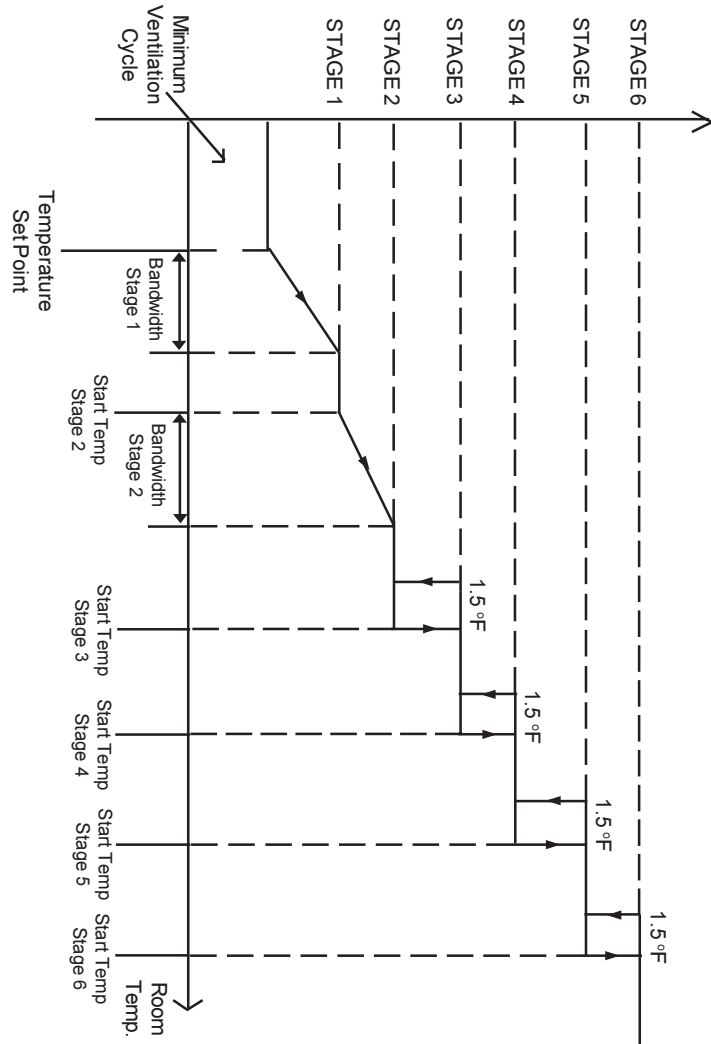 STAGE 6
STAGE 5
STAGE 4
STAGE 3
STAGE 2
STAGE 1
Minimum
Ventilation
Cycle
1.5 °F
1.5 °F
1.5 °F
1.5 °F
Temperature
Set Point
Bandwidth
Stage 1
Start Temp
Stage 2
Bandwidth
Stage 2
Start Temp
Stage 3
Start Temp
Stage 4
Start Temp
Stage 5
Start Temp
Stage 6
Room
Temp.